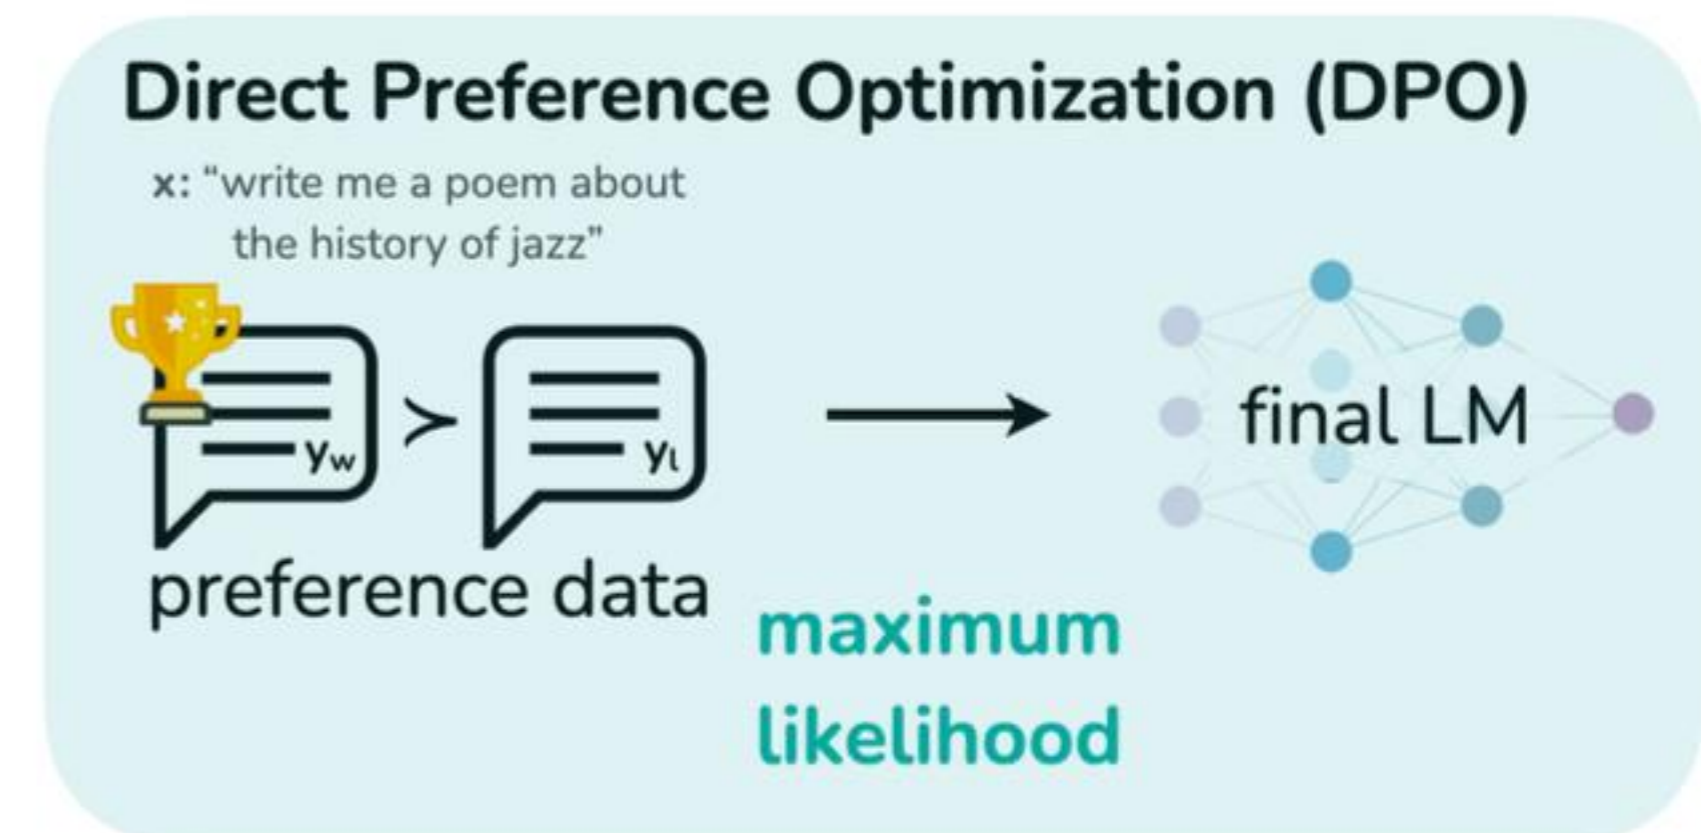 Direct Preference Optimization (DPO)
x: “write me a poem about
the history of jazz”
yw
≻
yl
final LM
preference data
maximum
likelihood